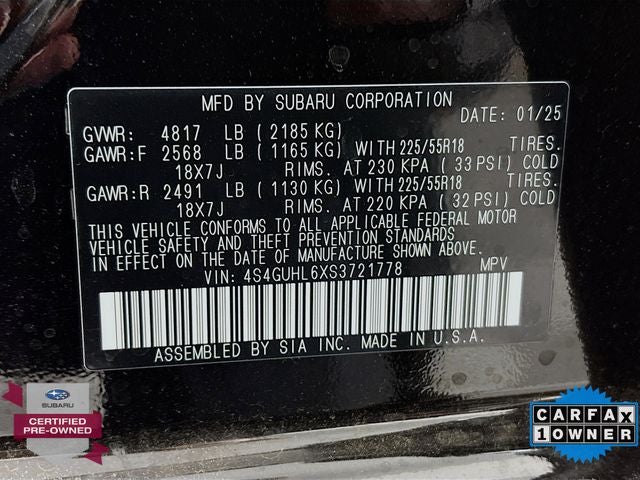 MFD BY SUBARU CORPORATION
DATE: 01/25
GVWR: 4817 LB (2185 KG)
GAWR:F 2568 LB (1165 KG) WITH 225/55R18 TIRES.
18X7J RIMS. AT 230 KPA (33 PSI) COLD
GAWR:R 2491 LB (1130 KG) WITH 225/55R18 TIRES.
18X7J RIMS. AT 220 KPA (32 PSI) COLD
THIS VEHICLE CONFORMS TO ALL APPLICABLE FEDERAL MOTOR
VEHICLE SAFETY AND THEFT PREVENTION STANDARDS
IN EFFECT ON THE DATE OF MANUFACTURE SHOWN ABOVE.
VIN: 4S4GUHL6XS3721778 MPV
ASSEMBLED BY SIA INC. MADE IN U.S.A.
SUBARU
CERTIFIED
PRE-OWNED
CARFAX
1 OWNER